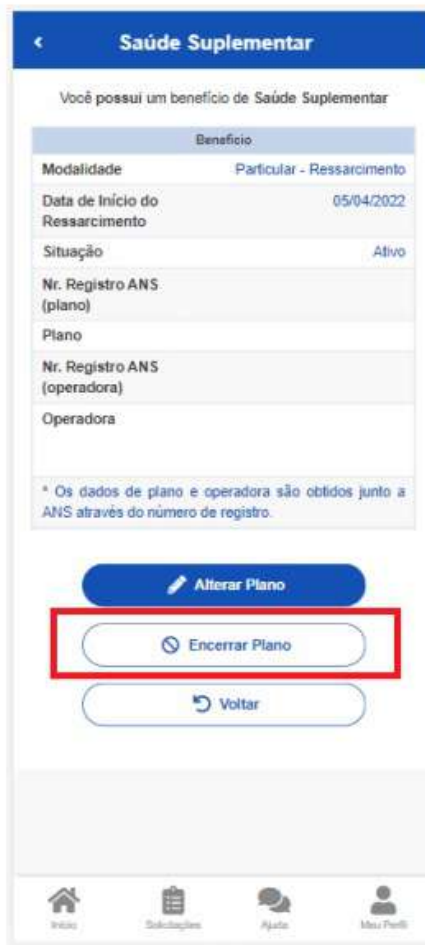 Saúde Suplementar
Você possui um benefício de Saúde Suplementar
Benefício
Modalidade Particular - Ressarcimento
Data de Início do Ressarcimento 05/04/2022
Situação Ativo
Nr. Registro ANS
(plano)
Plano
Nr. Registro ANS
(operadora)
Operadora
* Os dados de plano e operadora são obtidos junto a
ANS através do número de registro.
Alterar Plano
Encerrar Plano
Voltar
Início Solicitações Ajuda Meu Perfil